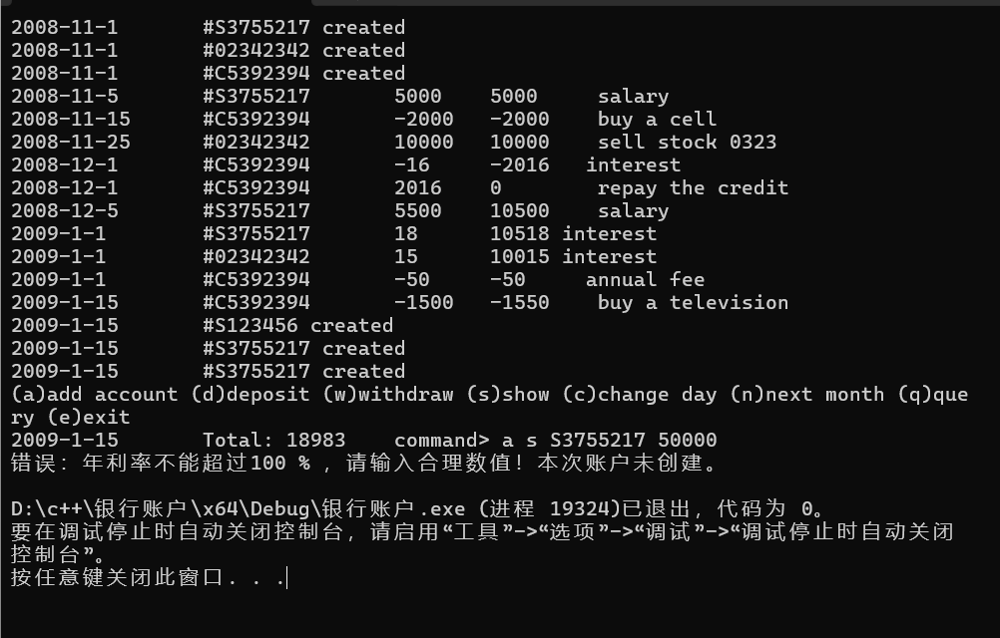 2008-11-1 #S3755217 created
2008-11-1 #02342342 created
2008-11-1 #C5392394 created
2008-11-5 #S3755217 5000 5000 salary
2008-11-15 #C5392394 -2000 -2000 buy a cell
2008-11-25 #02342342 10000 10000 sell stock 0323
2008-12-1 #C5392394 -16 -2016 interest
2008-12-1 #C5392394 2016 0 repay the credit
2008-12-5 #S3755217 5500 10500 salary
2009-1-1 #S3755217 18 10518 interest
2009-1-1 #02342342 15 10015 interest
2009-1-1 #C5392394 -50 -50 annual fee
2009-1-15 #C5392394 -1500 -1550 buy a television
2009-1-15 #S123456 created
2009-1-15 #S3755217 created
2009-1-15 #S3755217 created
(a)add account (d)deposit (w)withdraw (s)show (c)change day (n)next month (q)que
ry (e)exit
2009-1-15 Total: 18983 command> a s S3755217 50000
错误：年利率不能超过100 % ，请输入合理数值！本次账户未创建。
D:\c++\银行账户\x64\Debug\银行账户.exe (进程 19324)已退出，代码为 0。
要在调试停止时自动关闭控制台，请启用“工具”->“选项”->“调试”->“调试停止时自动关闭
控制台”。
按任意键关闭此窗口. . .